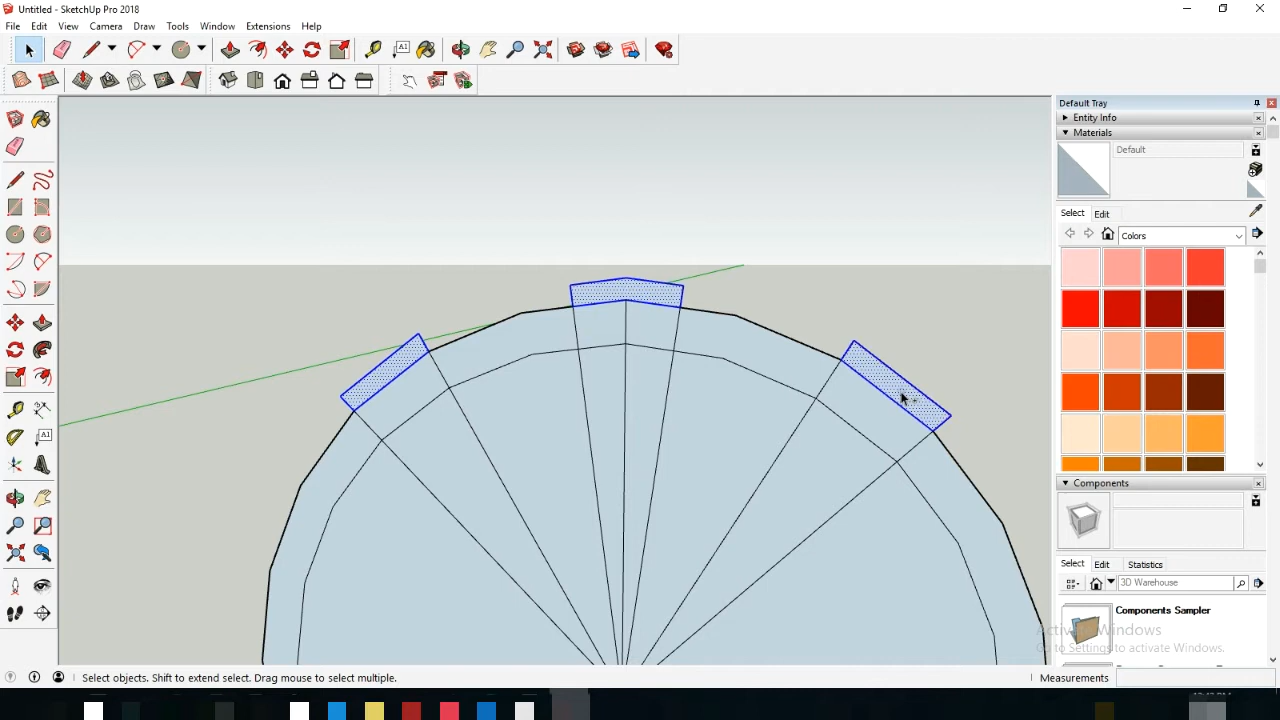 Untitled - SketchUp Pro 2018
File Edit View Camera Draw Tools Window Extensions Help
A1
Default Tray
Entity Info
Materials
Default
Select Edit
Colors
A1
Components
Select Edit Statistics
3D Warehouse
Components Sampler
Activate Windows
Go to Settings to activate Windows.
Select objects. Shift to extend select. Drag mouse to select multiple.
Measurements